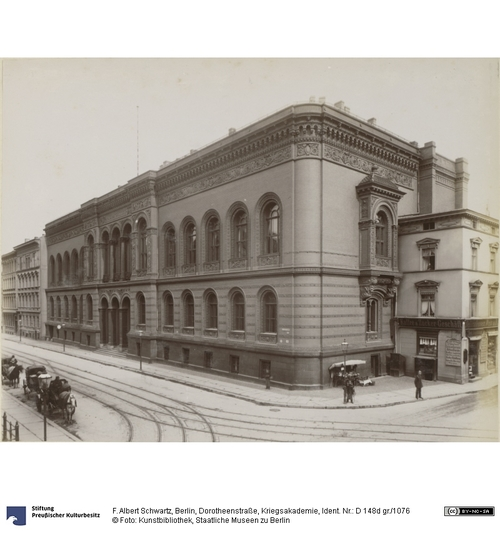 Stiftung
Preußischer Kulturbesitz
F. Albert Schwartz, Berlin, Dorotheenstraße, Kriegsakademie, Ident. Nr.: D 148d gr./1076
© Foto: Kunstbibliothek, Staatliche Museen zu Berlin
BY-NC-SA